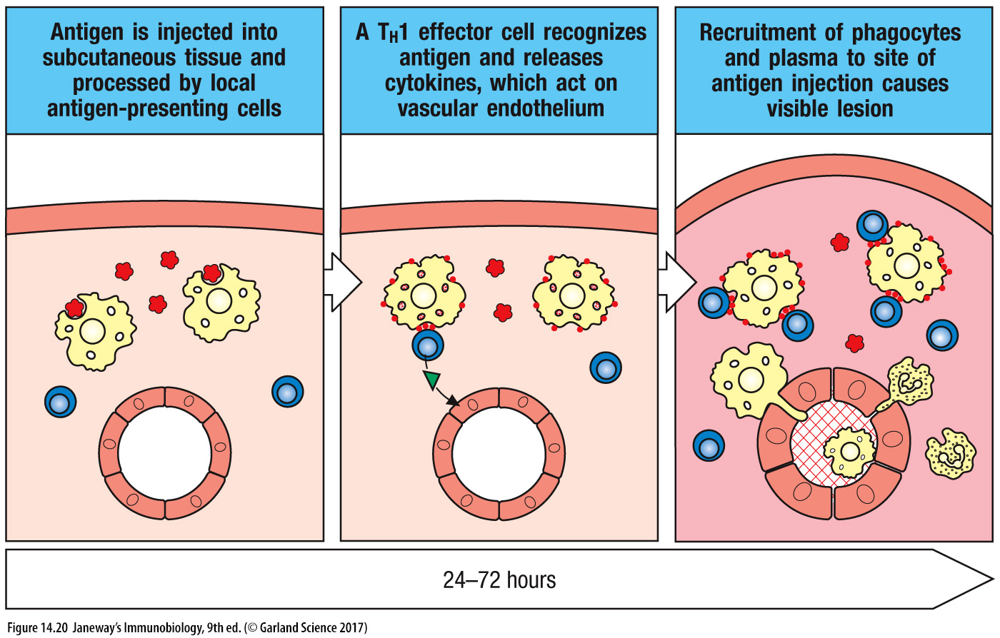 Antigen is injected into
subcutaneous tissue and
processed by local
antigen-presenting cells
A TH1 effector cell recognizes
antigen and releases
cytokines, which act on
vascular endothelium
Recruitment of phagocytes
and plasma to site of
antigen injection causes
visible lesion
24–72 hours
Figure 14.20 Janeway's Immunobiology, 9th ed. (© Garland Science 2017)